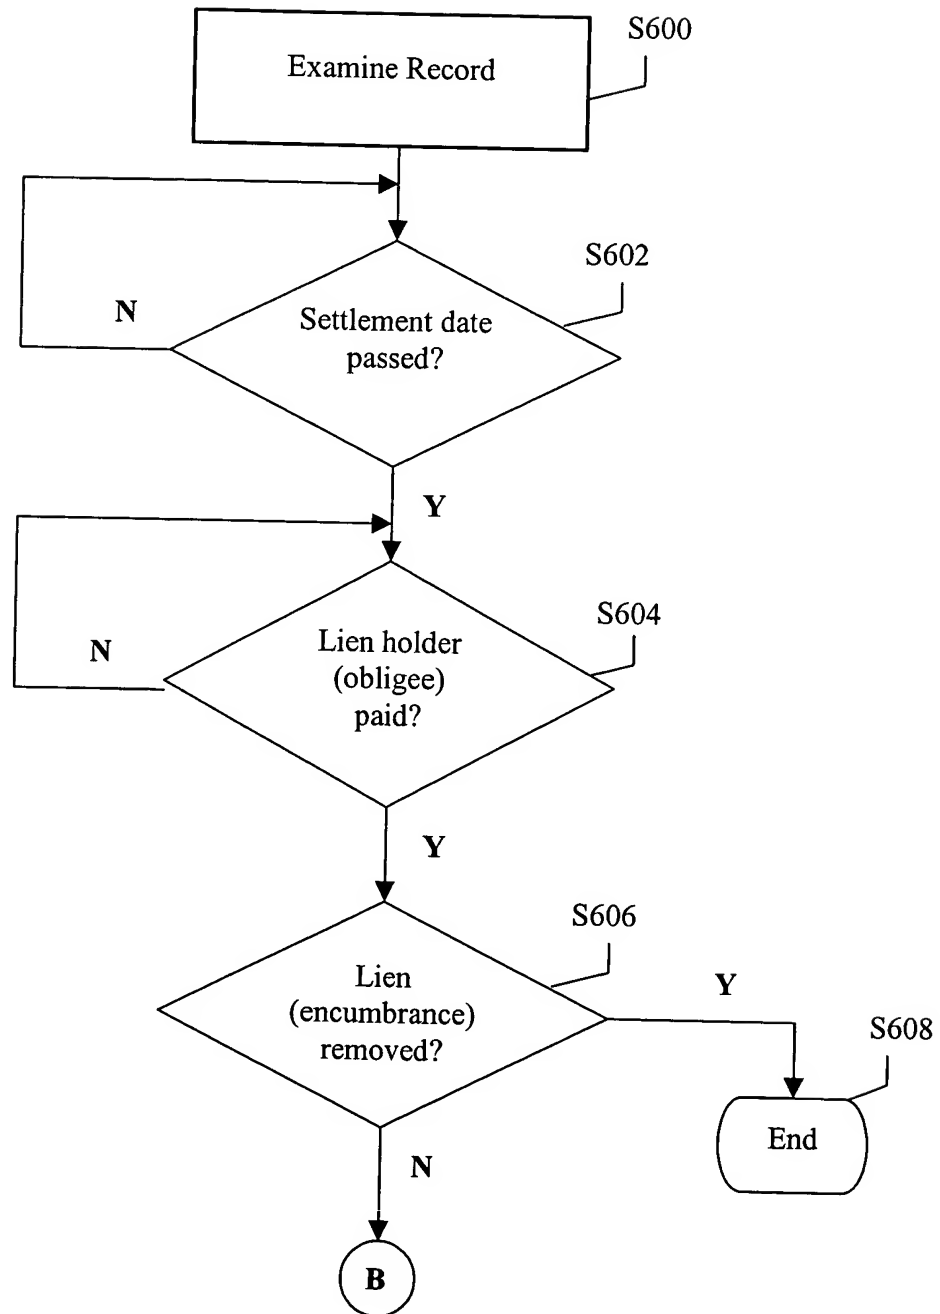 S600
Examine Record
S602
N
Settlement date
passed?
Y
S604
N
Lien holder
(obligee)
paid?
Y
S606
Lien
(encumbrance)
removed?
Y
S608
End
N
B